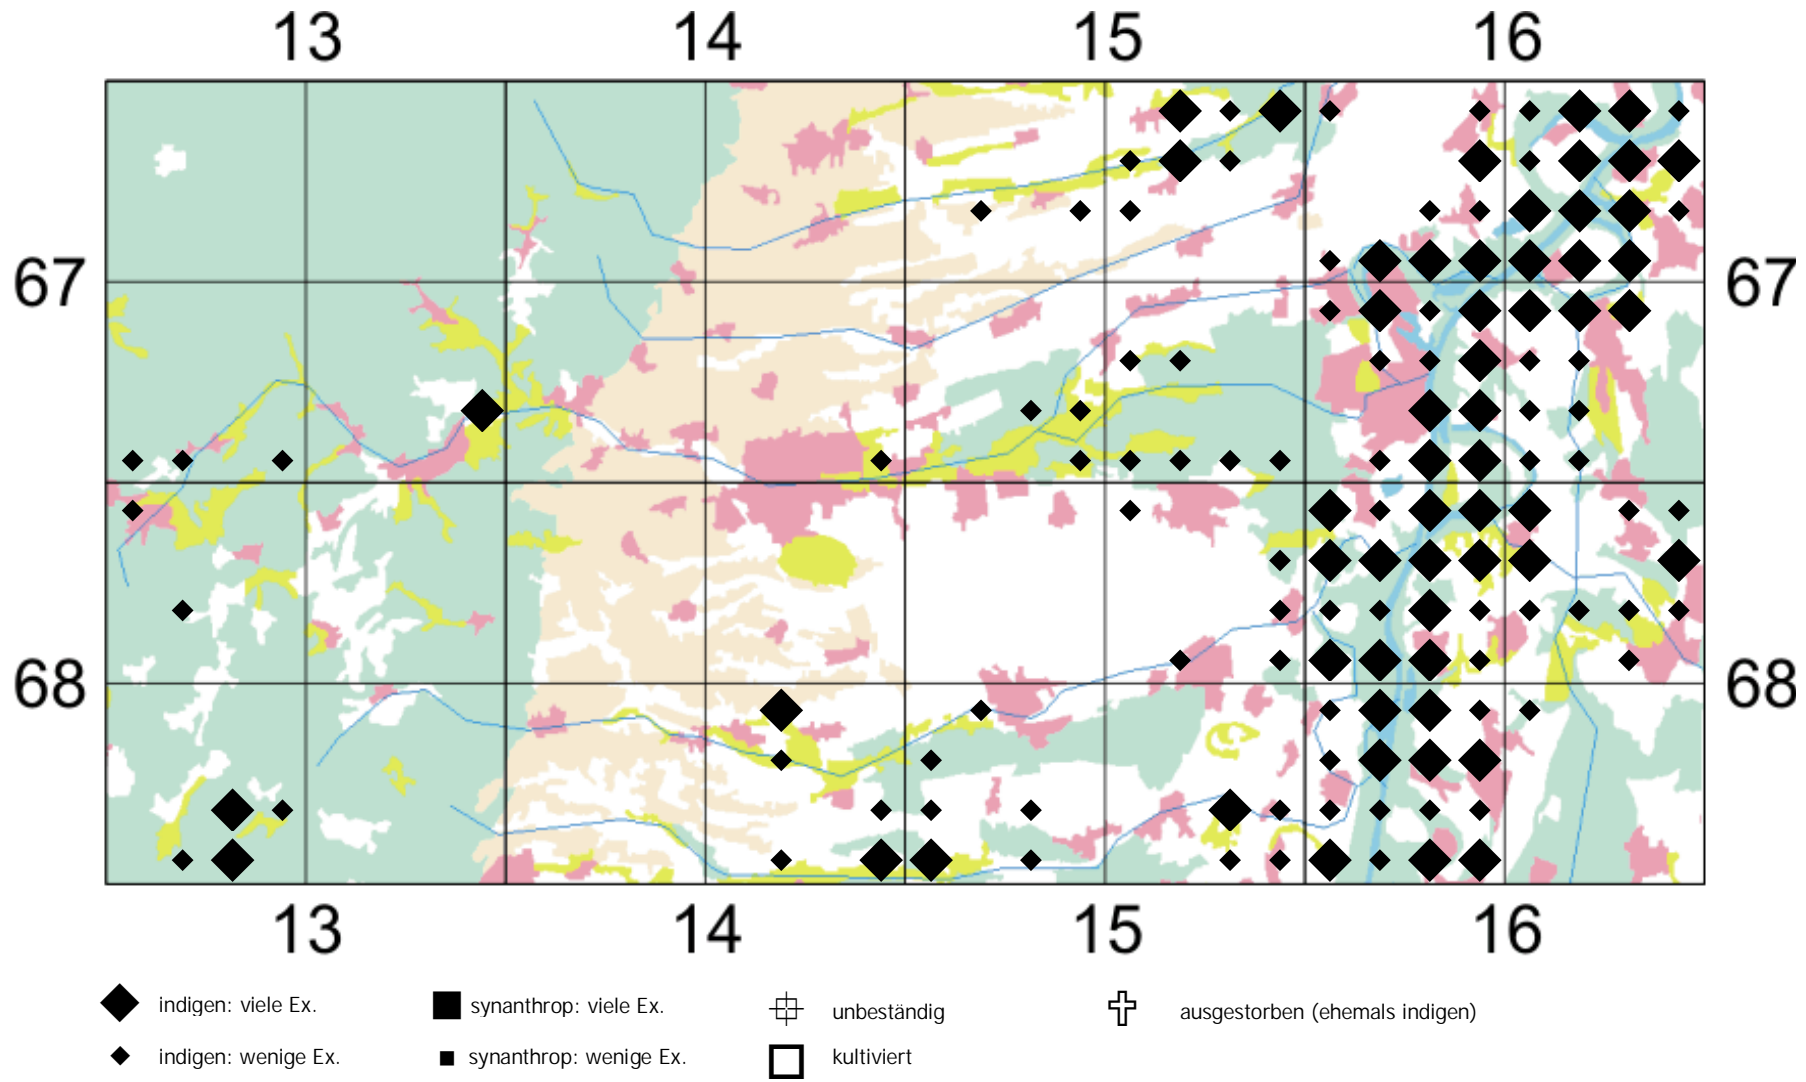 13 14 15 16
67 67
68 68
13 14 15 16
indigen: viele Ex. synanthrop: viele Ex. unbeständig ausgestorben (ehemals indigen)
indigen: wenige Ex. synanthrop: wenige Ex. kultiviert